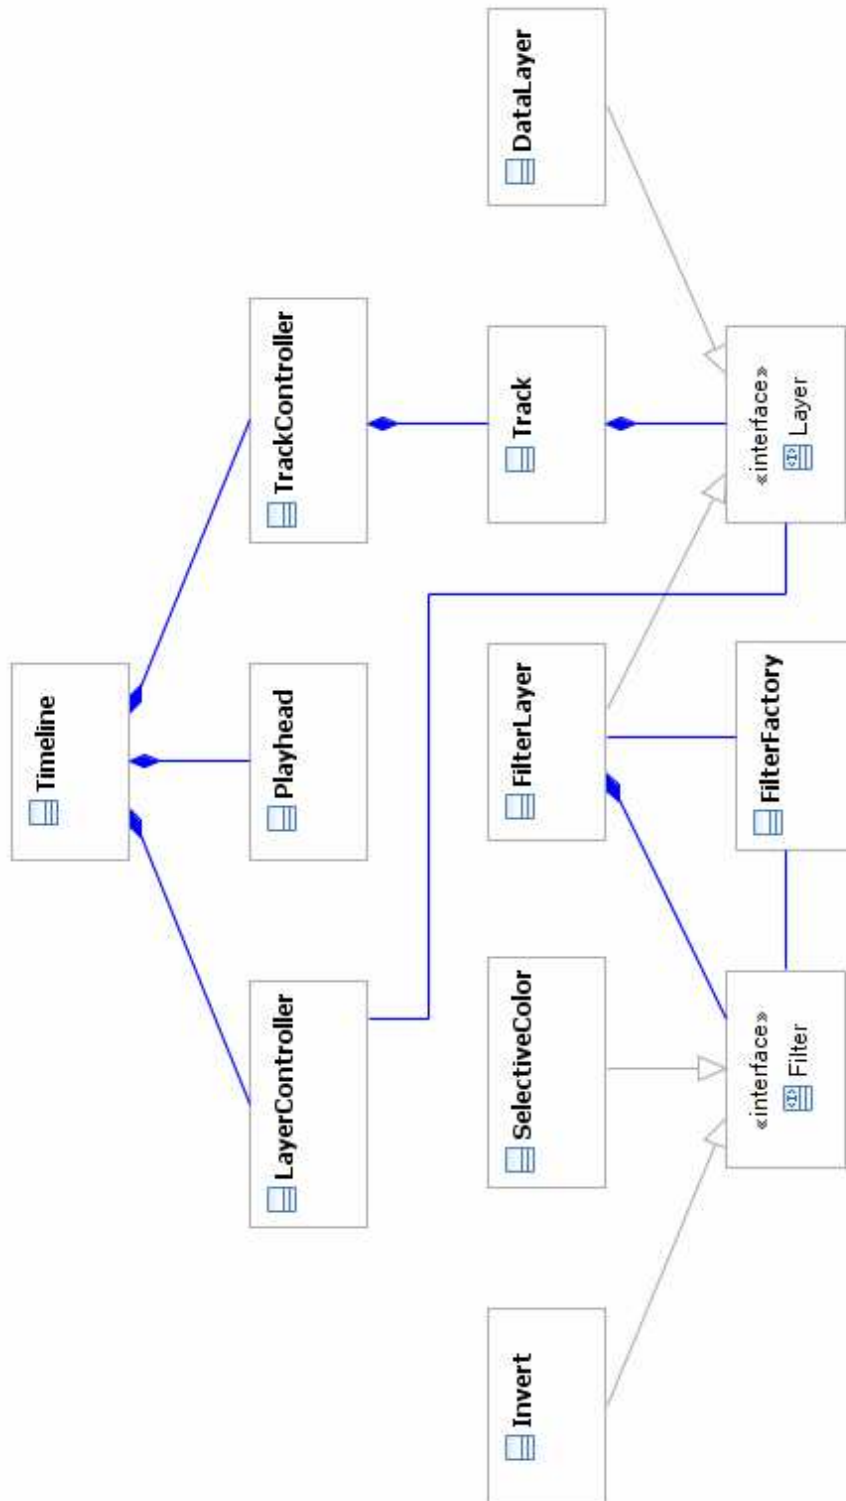 Timeline
LayerController
Playhead
TrackController
Invert
SelectiveColor
FilterLayer
Track
DataLayer
«interface»
Filter
FilterFactory
«interface»
Layer